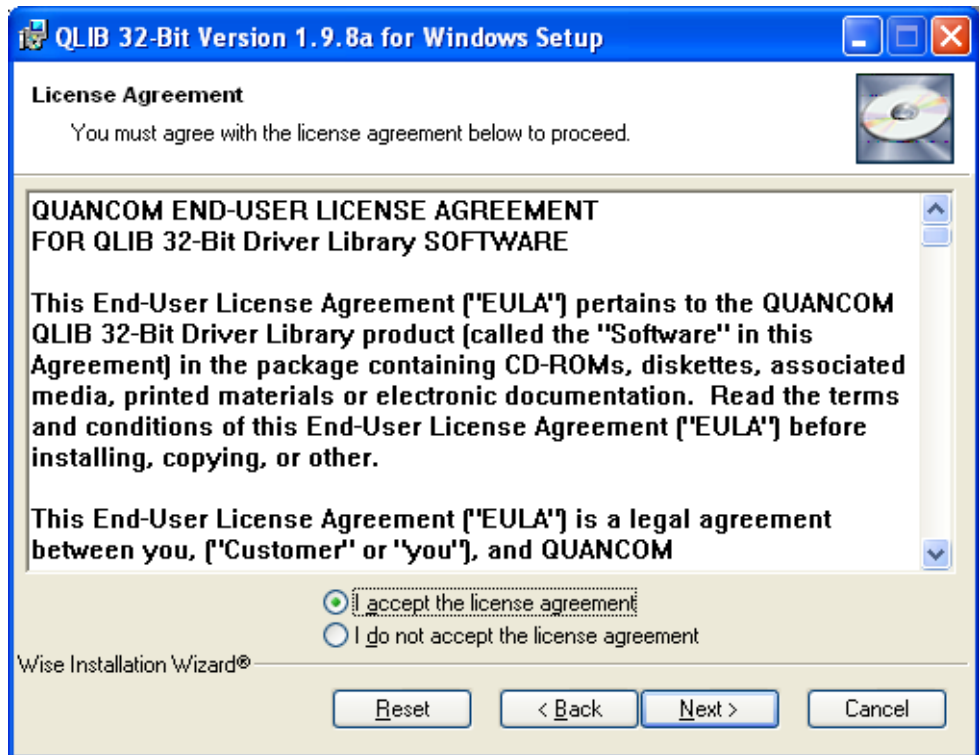 QLIB 32-Bit Version 1.9.8a for Windows Setup
License Agreement
You must agree with the license agreement below to proceed.
QUANCOM END-USER LICENSE AGREEMENT
FOR QLIB 32-Bit Driver Library SOFTWARE
This End-User License Agreement ("EULA") pertains to the QUANCOM
QLIB 32-Bit Driver Library product (called the "Software" in this
Agreement) in the package containing CD-ROMs, diskettes, associated
media, printed materials or electronic documentation.  Read the terms
and conditions of this End-User License Agreement ("EULA") before
installing, copying, or other.
This End-User License Agreement ("EULA") is a legal agreement
between you, ("Customer" or "you"), and QUANCOM
I accept the license agreement
I do not accept the license agreement
Wise Installation Wizard®
Reset
< Back
Next >
Cancel